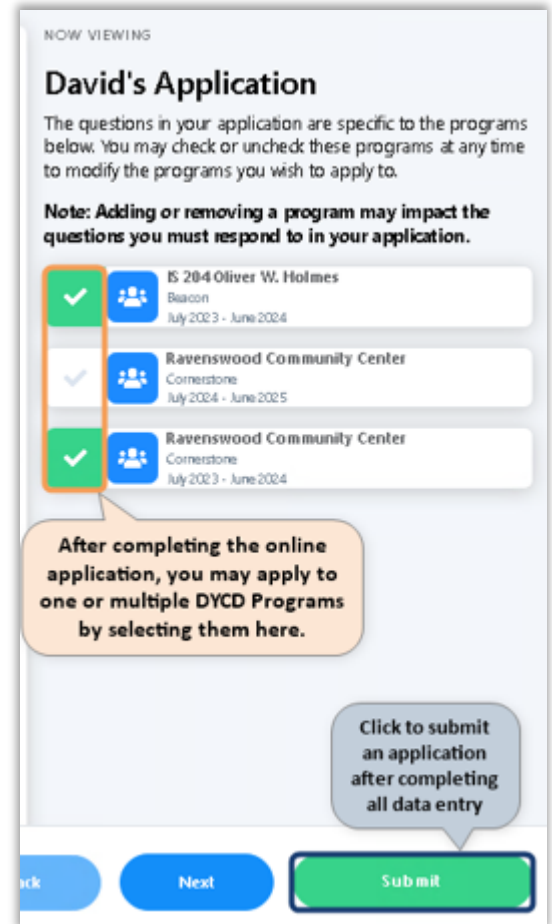 NOW VIEWING
David's Application
The questions in your application are specific to the programs
below. You may check or uncheck these programs at any time
to modify the programs you wish to apply to.
Note: Adding or removing a program may impact the
questions you must respond to in your application.
IS 204 Oliver W. Holmes
Beacon
July 2023 - June 2024
Ravenswood Community Center
Cornerstone
July 2024 - June 2025
Ravenswood Community Center
Cornerstone
July 2023 - June 2024
After completing the online
application, you may apply to
one or multiple DYCD Programs
by selecting them here.
Click to submit
an application
after completing
all data entry
Next
Submit